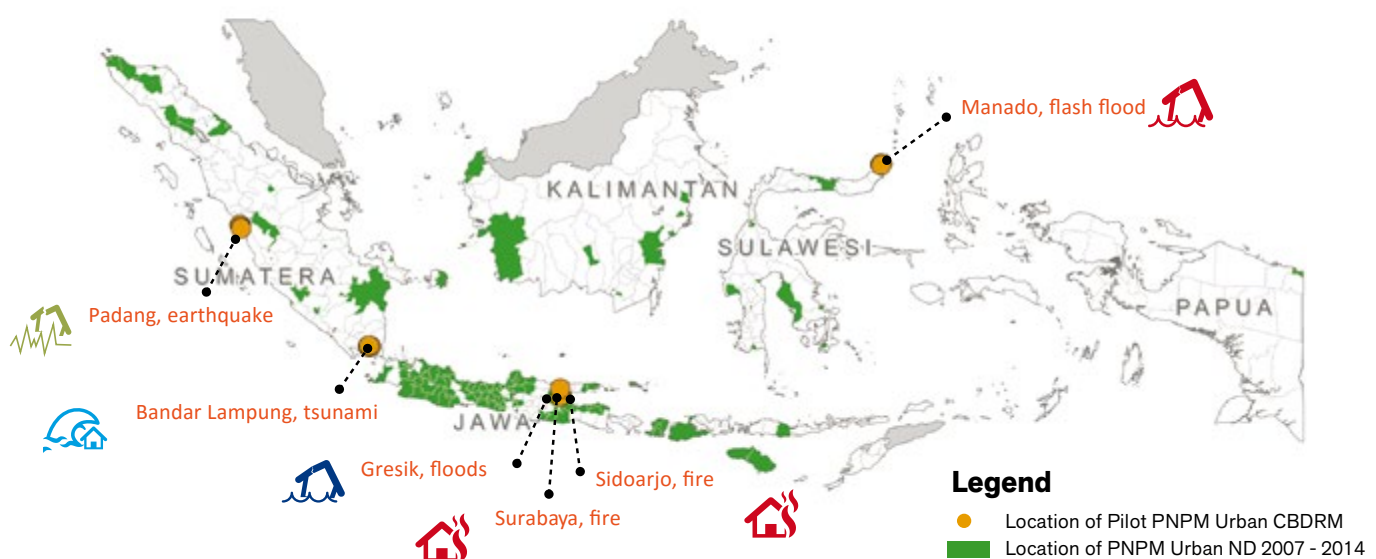 Manado, flash flood
KALIMANTAN
SULAWESI
SUMATERA
PAPUA
Padang, earthquake
Bandar Lampung, tsunami
JAWA
Gresik, floods
Sidoarjo, fire
Surabaya, fire
Legend
Location of Pilot PNPM Urban CBDRM
Location of PNPM Urban ND 2007 - 2014